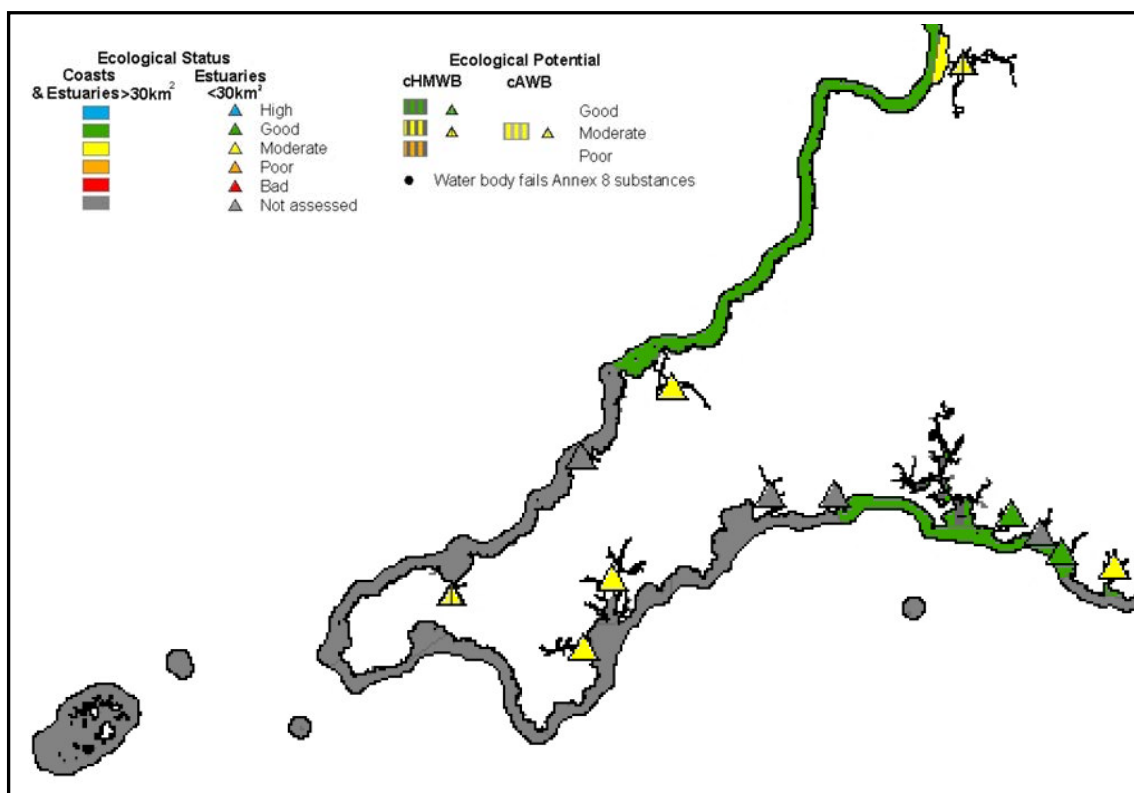 Ecological Status
Coasts & Estuaries>30km²
Estuaries <30km²
High
Good
Moderate
Poor
Bad
Not assessed
Ecological Potential
cHMWB cAWB
Good
Moderate
Poor
Water body fails Annex 8 substances